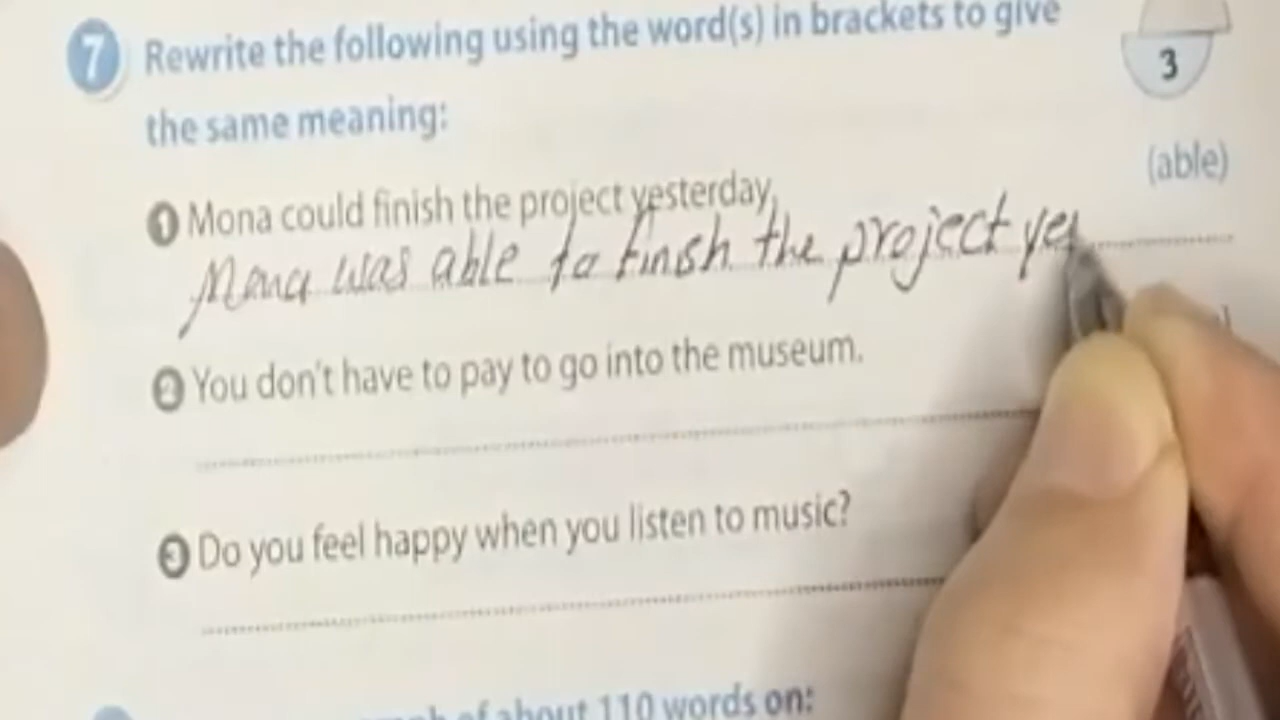 7 Rewrite the following using the word(s) in brackets to give
3
the same meaning:
(able)
1 Mona could finish the project yesterday.
Mona was able to finish the project yes
2 You don't have to pay to go into the museum.
3 Do you feel happy when you listen to music?
of about 110 words on: